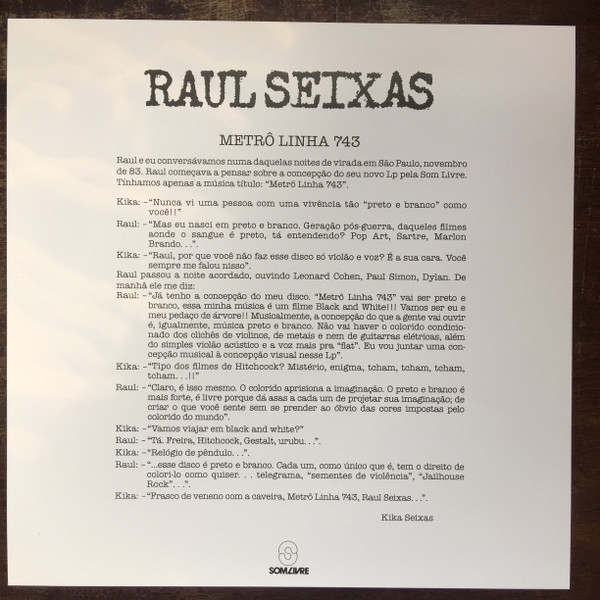 RAUL SEIXAS
METRÔ LINHA 743
Raul e eu conversávamos numa daquelas noites de virada em São Paulo, novembro
de 83. Raul começava a pensar sobre a concepção do seu novo Lp pela Som Livre.
Tínhamos apenas a música título: “Metrô Linha 743”.
Kika: –“Nunca vi uma pessoa com uma vivência tão “preto e branco” como
você!!”
Raul: –“Mas eu nasci em preto e branco. Geração pós-guerra, daqueles filmes
aonde o sangue é preto, tá entendendo? Pop Art, Sartre, Marlon
Brando. . .”.
Kika: –“Raul, por que você não faz esse disco só violão e voz? É a sua cara. Você
sempre me falou nisso”.
Raul passou a noite acordado, ouvindo Leonard Cohen, Paul Simon, Dylan. De
manhã ele me diz:
Raul: –“Já tenho a concepção do meu disco. “Metrô Linha 743” vai ser preto e
branco, essa minha música é um filme Black and White!!! Vamos ser eu e
meu pedaço de árvore!! Musicalmente, a concepção do que a gente vai ouvir
é, igualmente, música preto e branco. Não vai haver o colorido condicio-
nado dos clichês de violinos, de metais e nem de guitarras elétricas, além
do simples violão acústico e a voz mais pra “flat”. Eu vou juntar uma con-
cepção musical à concepção visual nesse Lp”.
Kika: –“Tipo dos filmes de Hitchcock? Mistério, enigma, tcham, tcham, tcham,
tcham. . .!!”
Raul: –“Claro, é isso mesmo. O colorido aprisiona a imaginação. O preto e branco é
mais forte, é livre porque dá asas a cada um de projetar sua imaginação; de
criar o que você sente sem se prender ao óbvio das cores impostas pelo
colorido do mundo”.
Kika: –“Vamos viajar em black and white?”
Raul: –“Tá. Freira, Hitchcock, Gestalt, urubu. . .”.
Kika: –“Relógio de pêndulo. . .”.
Raul: –“...esse disco é preto e branco. Cada um, como único que é, tem o direito de
colori-lo como quiser. . . telegrama, “sementes de violência”, “Jailhouse
Rock”. . .”.
Kika: –“Frasco de veneno com a caveira, Metrô Linha 743, Raul Seixas. . .”.
Kika Seixas
SOM LIVRE